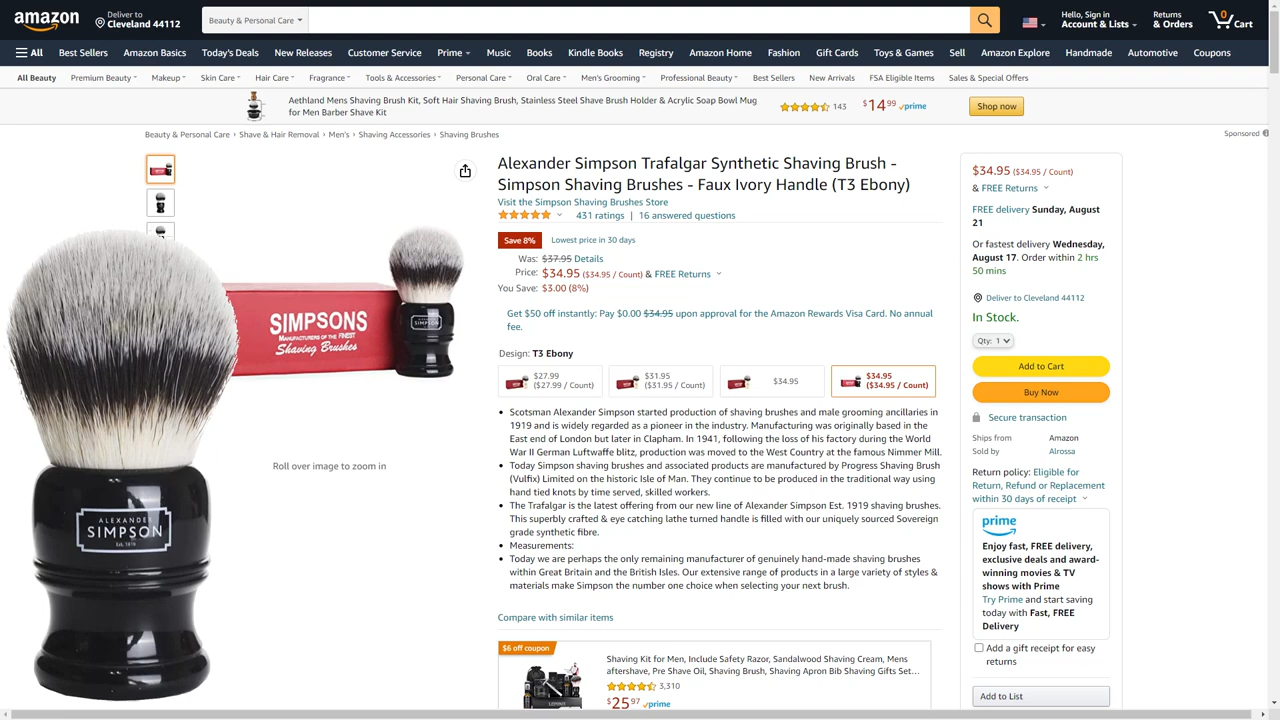 amazon
Deliver to
Cleveland 44112
Beauty & Personal Care
Hello, Sign in
Account & Lists
Returns
& Orders
0
Cart
All
Best Sellers
Amazon Basics
Today's Deals
New Releases
Customer Service
Prime
Music
Books
Kindle Books
Registry
Amazon Home
Fashion
Gift Cards
Toys & Games
Sell
Amazon Explore
Handmade
Automotive
Coupons
All Beauty
Premium Beauty
Makeup
Skin Care
Hair Care
Fragrance
Tools & Accessories
Personal Care
Oral Care
Men's Grooming
Professional Beauty
Best Sellers
New Arrivals
FSA Eligible Items
Sales & Special Offers
Aethland Mens Shaving Brush Kit, Soft Hair Shaving Brush, Stainless Steel Shave Brush Holder & Acrylic Soap Bowl Mug
for Men Barber Shave Kit
143
$14.99 prime
Shop now
Beauty & Personal Care › Shave & Hair Removal › Men's › Shaving Accessories › Shaving Brushes
Sponsored
SIMPSONS
MANUFACTURERS OF THE FINEST
Shaving Brushes
SIMPSON
ALEXANDER
SIMPSON
Est. 1919
Roll over image to zoom in
Alexander Simpson Trafalgar Synthetic Shaving Brush -
Simpson Shaving Brushes - Faux Ivory Handle (T3 Ebony)
Visit the Simpson Shaving Brushes Store
431 ratings | 16 answered questions
Save 8% Lowest price in 30 days
Was: $37.95 Details
Price: $34.95 ($34.95 / Count) & FREE Returns
You Save: $3.00 (8%)
Get $50 off instantly: Pay $0.00 $34.95 upon approval for the Amazon Rewards Visa Card. No annual
fee.
Design: T3 Ebony
$27.99
($27.99 / Count)
$31.95
($31.95 / Count)
$34.95
$34.95
($34.95 / Count)
• Scotsman Alexander Simpson started production of shaving brushes and male grooming ancillaries in
1919 and is widely regarded as a pioneer in the industry. Manufacturing was originally based in the
East end of London but later in Clapham. In 1941, following the loss of his factory during the World
War II German Luftwaffe blitz, production was moved to the West Country at the famous Nimmer Mill.
• Today Simpson shaving brushes and associated products are manufactured by Progress Shaving Brush
(Vulfix) Limited on the historic Isle of Man. They continue to be produced in the traditional way using
hand tied knots by time served, skilled workers.
• The Trafalgar is the latest offering from our new line of Alexander Simpson Est. 1919 shaving brushes.
This superbly crafted & eye catching lathe turned handle is filled with our uniquely sourced Sovereign
grade synthetic fibre.
• Measurements:
• Today we are perhaps the only remaining manufacturer of genuinely hand-made shaving brushes
within Great Britain and the British Isles. Our extensive range of products in a large variety of styles &
materials make Simpson the number one choice when selecting your next brush.
Compare with similar items
$6 off coupon
Shaving Kit for Men, Include Safety Razor, Sandalwood Shaving Cream, Mens
aftershave, Pre Shave Oil, Shaving Brush, Shaving Apron Bib Shaving Gifts Set...
3,310
$25.97 prime
$34.95 ($34.95 / Count)
& FREE Returns
FREE delivery Sunday, August
21
Or fastest delivery Wednesday,
August 17. Order within 2 hrs
50 mins
Deliver to Cleveland 44112
In Stock.
Qty: 1
Add to Cart
Buy Now
Secure transaction
Ships from Amazon
Sold by Alrossa
Return policy: Eligible for
Return, Refund or Replacement
within 30 days of receipt
prime
Enjoy fast, FREE delivery,
exclusive deals and award-
winning movies & TV
shows with Prime
Try Prime and start saving
today with Fast, FREE
Delivery
Add a gift receipt for easy
returns
Add to List